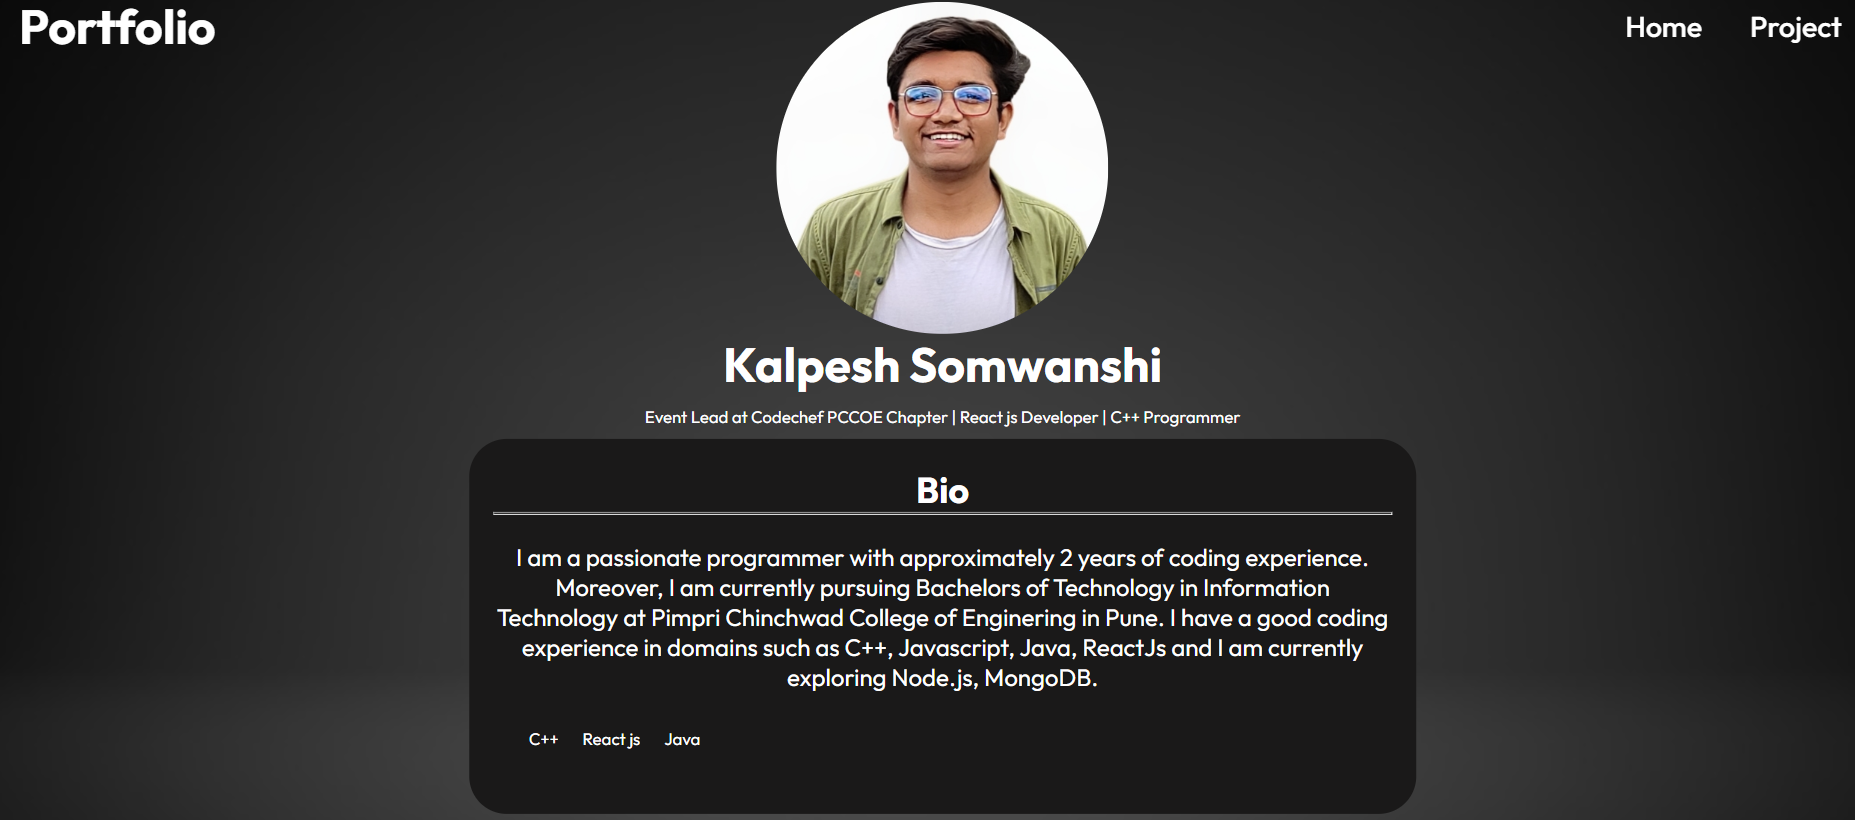 Portfolio
Home
Project
Kalpesh Somwanshi
Event Lead at Codechef PCCOE Chapter | React js Developer | C++ Programmer
Bio
I am a passionate programmer with approximately 2 years of coding experience.
Moreover, I am currently pursuing Bachelors of Technology in Information
Technology at Pimpri Chinchwad College of Enginering in Pune. I have a good coding
experience in domains such as C++, Javascript, Java, ReactJs and I am currently
exploring Node.js, MongoDB.
C++ React js Java